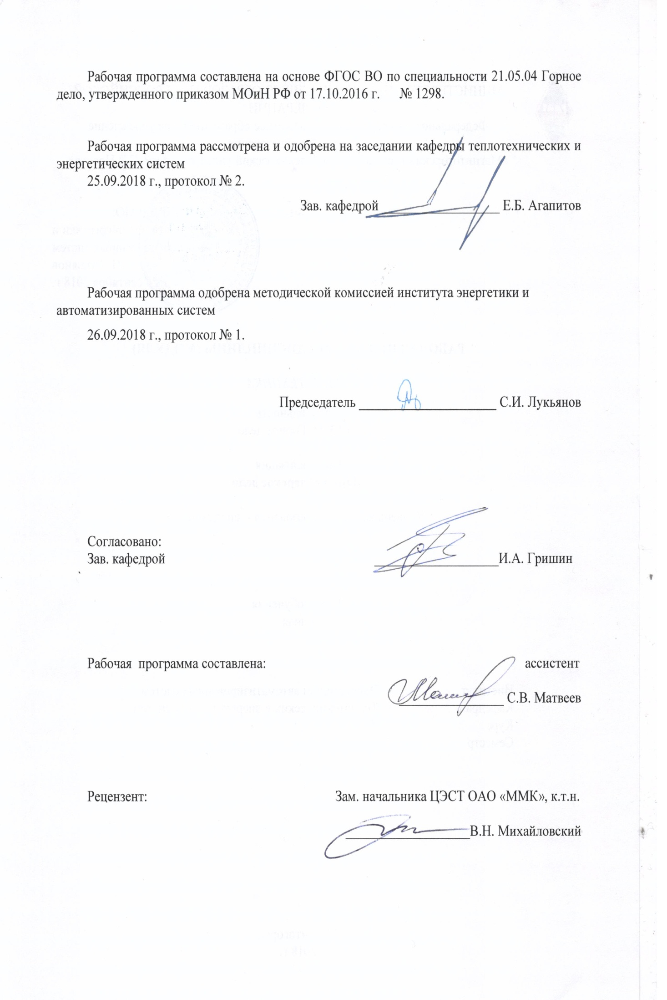 Рабочая программа составлена на основе ФГОС ВО по специальности 21.05.04 Горное
дело, утвержденного приказом МОиН РФ от 17.10.2016 г. № 1298.
Рабочая программа рассмотрена и одобрена на заседании кафедры теплотехнических и
энергетических систем
25.09.2018 г., протокол № 2.
Зав. кафедрой Е.Б. Агапитов
Рабочая программа одобрена методической комиссией института энергетики и
автоматизированных систем
26.09.2018 г., протокол № 1.
Председатель С.И. Лукьянов
Согласовано:
Зав. кафедрой И.А. Гришин
Рабочая программа составлена: ассистент
С.В. Матвеев
Рецензент: Зам. начальника ЦЭСТ ОАО «ММК», к.т.н.
В.Н. Михайловский